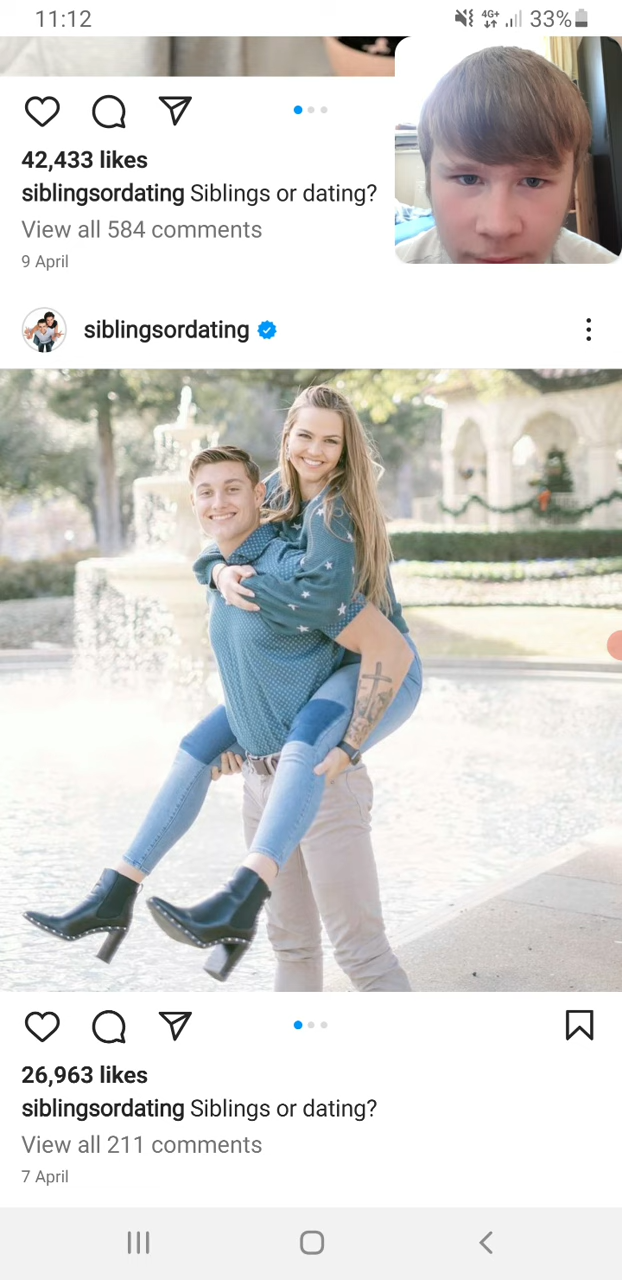 11:12
4G+
33%
42,433 likes
siblingsordating Siblings or dating?
View all 584 comments
9 April
siblingsordating
26,963 likes
siblingsordating Siblings or dating?
View all 211 comments
7 April